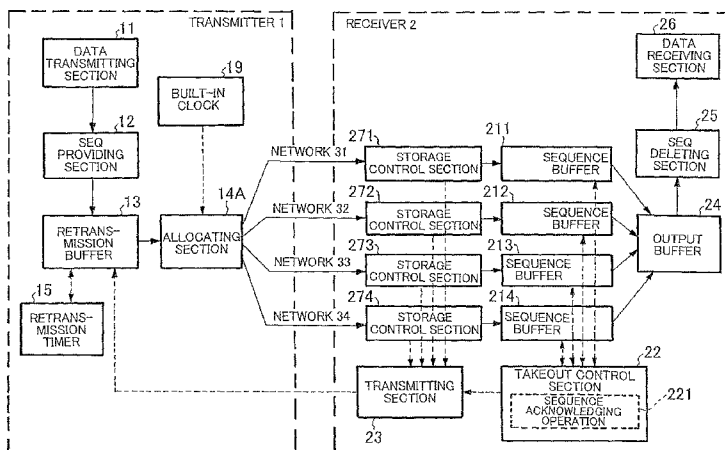 TRANSMITTER 1
RECEIVER 2
11
DATA
TRANSMITTING
SECTION
19
BUILT-IN
CLOCK
12
SEQ
PROVIDING
SECTION
13
RETRANS-
MISSION
BUFFER
14A
ALLOCATING
SECTION
15
RETRANS-
MISSION
TIMER
NETWORK 31
NETWORK 32
NETWORK 33
NETWORK 34
271
STORAGE
CONTROL SECTION
272
STORAGE
CONTROL SECTION
273
STORAGE
CONTROL SECTION
274
STORAGE
CONTROL SECTION
211
SEQUENCE
BUFFER
212
SEQUENCE
BUFFER
213
SEQUENCE
BUFFER
214
SEQUENCE
BUFFER
26
DATA
RECEIVING
SECTION
25
SEQ
DELETING
SECTION
24
OUTPUT
BUFFER
TRANSMITTING
SECTION
23
22
TAKEOUT CONTROL
SECTION
221
SEQUENCE
ACKNOWLEDGING
OPERATION